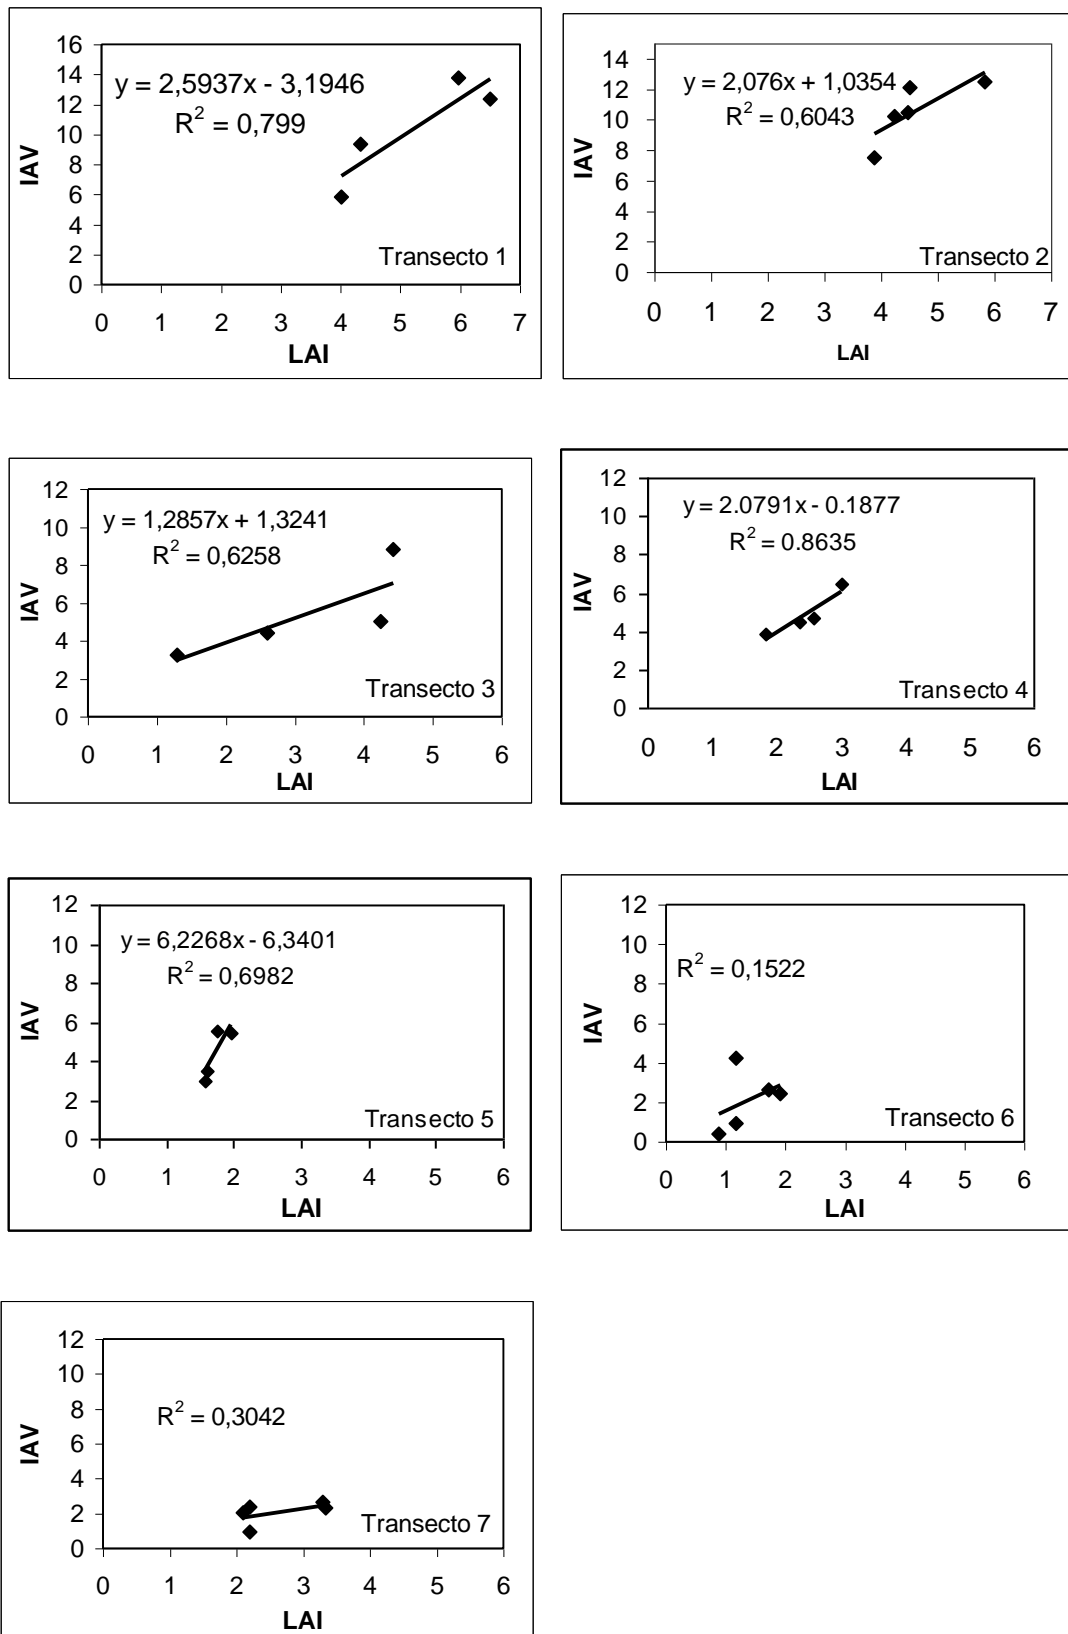 16
14
12
10
8
6
4
2
0
IAV
y = 2,5937x - 3,1946
R² = 0,799
Transecto 1
0 1 2 3 4 5 6 7
LAI
14
12
10
8
6
4
2
0
IAV
y = 2,076x + 1,0354
R² = 0,6043
Transecto 2
0 1 2 3 4 5 6 7
LAI
12
10
8
6
4
2
0
IAV
y = 1,2857x + 1,3241
R² = 0,6258
Transecto 3
0 1 2 3 4 5 6
LAI
12
10
8
6
4
2
0
IAV
y = 2.0791x - 0.1877
R² = 0.8635
Transecto 4
0 1 2 3 4 5 6
LAI
12
10
8
6
4
2
0
IAV
y = 6,2268x - 6,3401
R² = 0,6982
Transecto 5
0 1 2 3 4 5 6
LAI
12
10
8
6
4
2
0
IAV
R² = 0,1522
Transecto 6
0 1 2 3 4 5 6
LAI
12
10
8
6
4
2
0
IAV
R² = 0,3042
Transecto 7
0 1 2 3 4 5 6
LAI